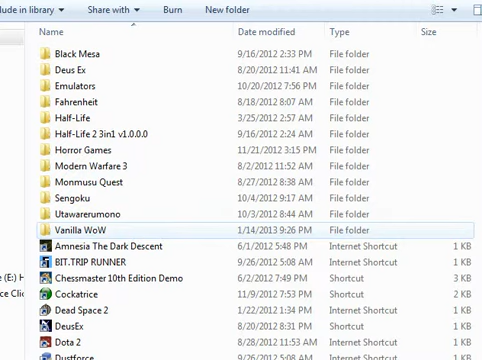 lude in library Share with Burn New folder
Name Date modified Type Size
Black Mesa 9/16/2012 2:33 PM File folder
Deus Ex 8/20/2012 11:41 AM File folder
Emulators 10/20/2012 7:56 PM File folder
Fahrenheit 8/18/2012 8:07 AM File folder
Half-Life 3/25/2012 2:57 AM File folder
Half-Life 2 3in1 v1.0.0.0 9/16/2012 2:24 AM File folder
Horror Games 11/21/2012 3:15 PM File folder
Modern Warfare 3 8/2/2012 11:52 AM File folder
Monmusu Quest 8/27/2012 8:38 AM File folder
Sengoku 10/4/2012 9:17 AM File folder
Utawarerumono 10/3/2012 8:44 AM File folder
Vanilla WoW 1/14/2013 9:26 PM File folder
Amnesia The Dark Descent 6/1/2012 5:48 PM Internet Shortcut 1 KB
BIT.TRIP RUNNER 9/26/2012 5:08 AM Internet Shortcut 1 KB
e (E:) H Chessmaster 10th Edition Demo 6/2/2012 7:49 PM Shortcut 3 KB
ce Clic Cockatrice 11/9/2012 7:53 PM Shortcut 2 KB
Dead Space 2 1/22/2012 1:34 PM Internet Shortcut 1 KB
DeusEx 8/20/2012 8:31 PM Shortcut 1 KB
Dota 2 8/28/2012 11:53 AM Internet Shortcut 1 KB
Dustforce 9/26/2012 5:08 AM Internet Shortcut 1 KB